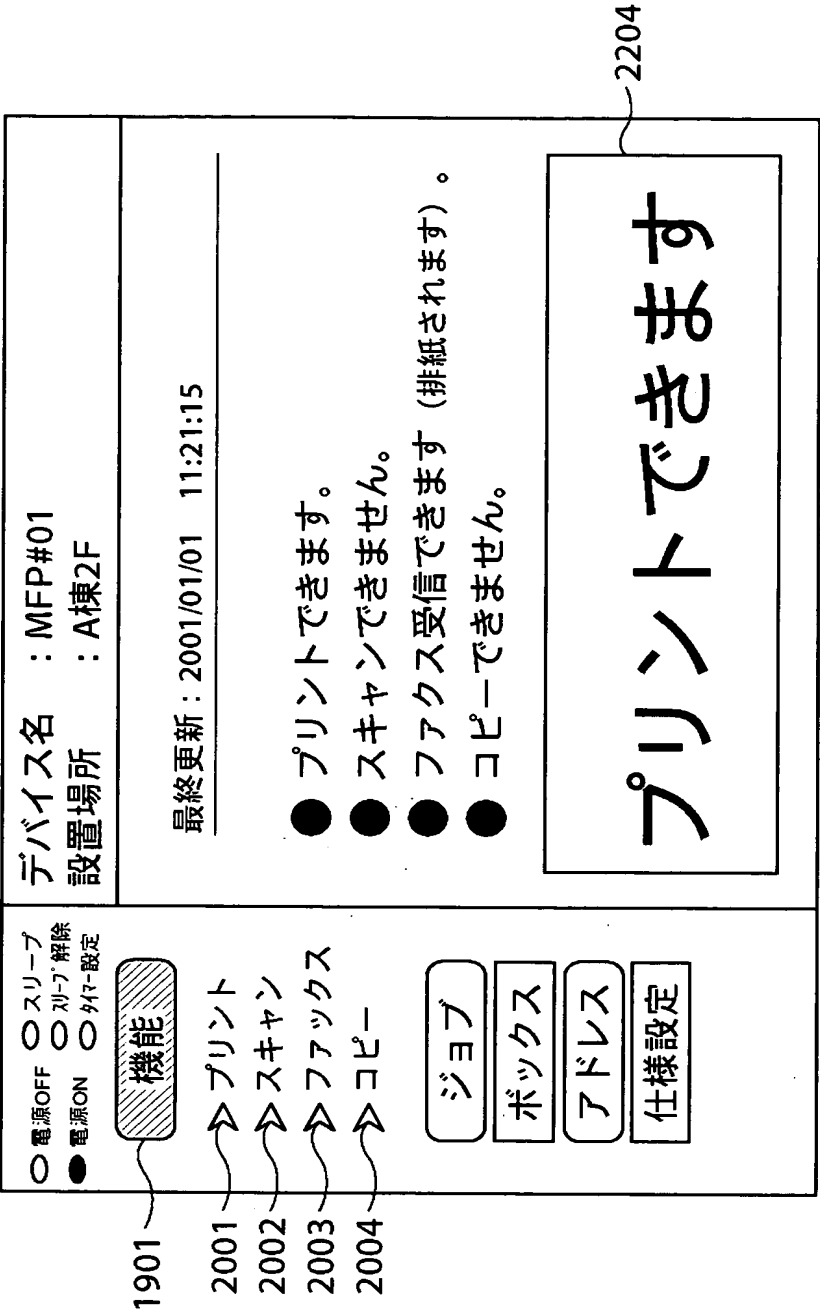 ○ 電源OFF ○ スリープ
● 電源ON ○ スリープ解除
○ タイマー設定
デバイス名 : MFP#01
設置場所 : A棟2F
1901
機能
2001
プリント
2002
スキャン
2003
ファックス
2004
コピー
ジョブ
ボックス
アドレス
仕様設定
最終更新 : 2001/01/01 11:21:15
● プリントできます。
● スキャンできません。
● ファクス受信できます (排紙されます) 。
● コピーできません。
プリントできます
2204